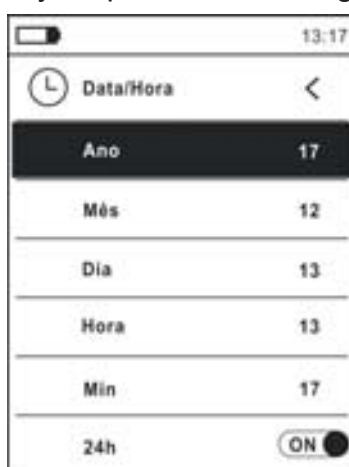 13:17
Data/Hora <
Ano 17
Mês 12
Dia 13
Hora 13
Min 17
24h ON